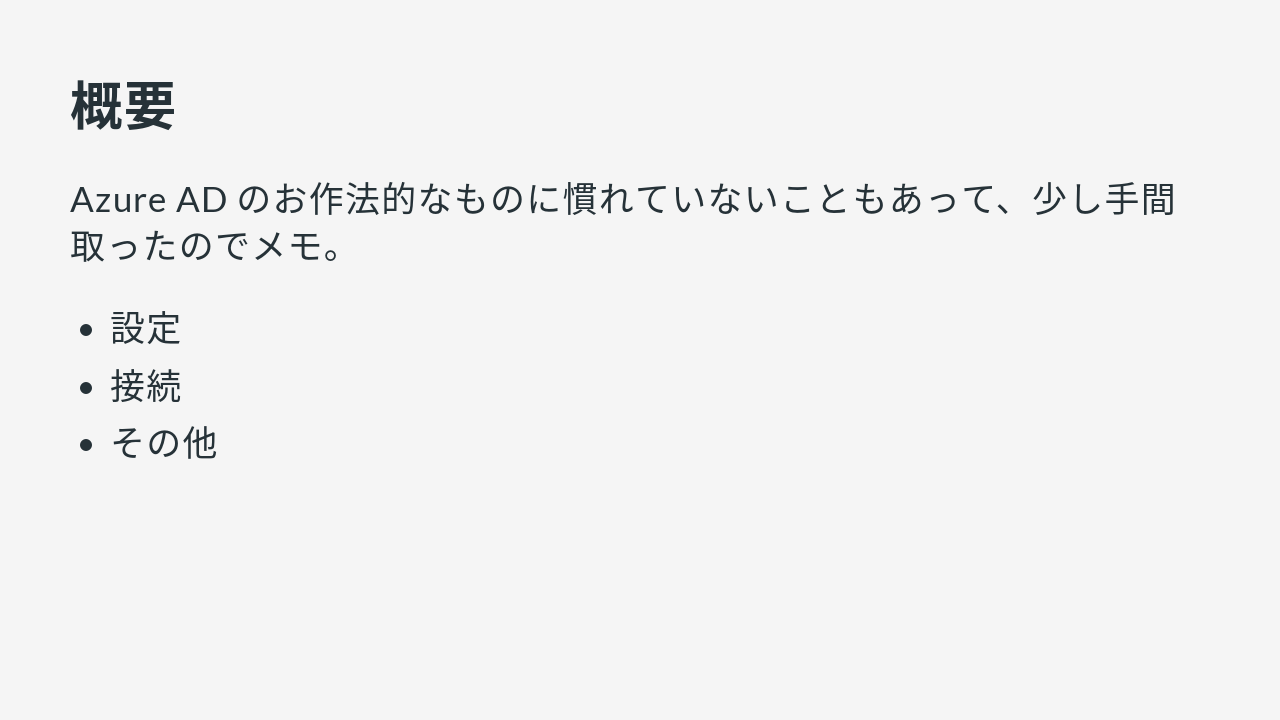 概要
Azure AD のお作法的なものに慣れていないこともあって、少し手間
取ったのでメモ。
• 設定
• 接続
• その他